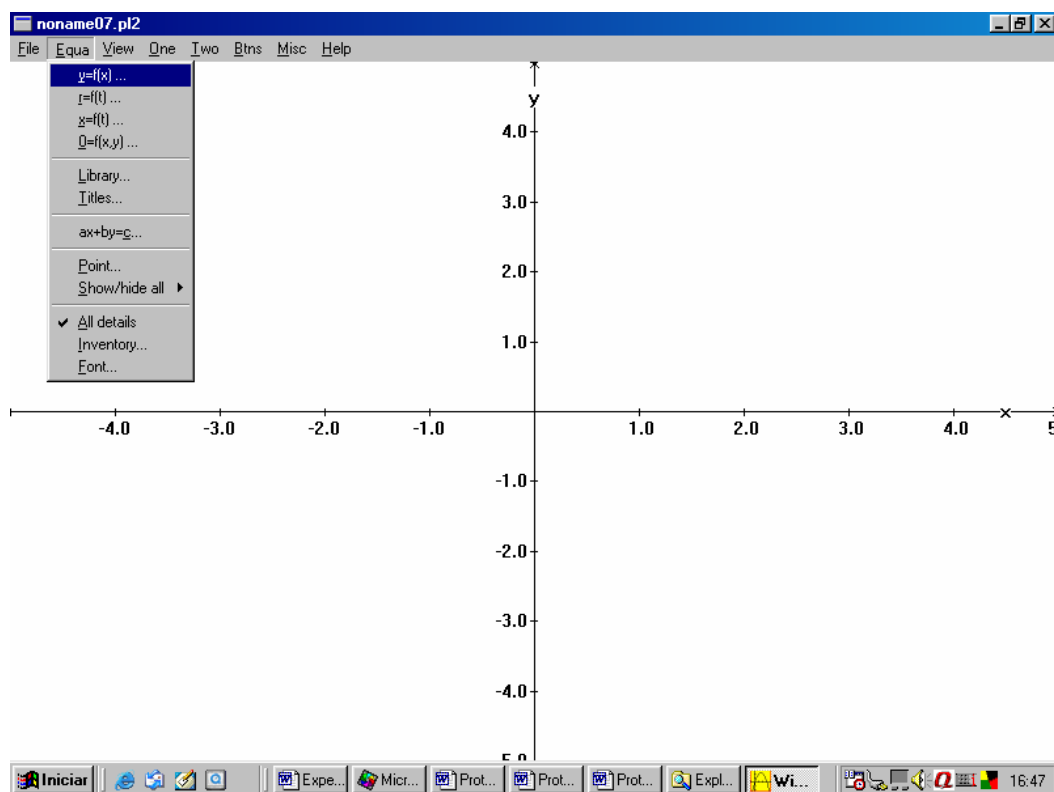 noname07.pl2
File Equa View One Two Btns Misc Help
y=f(x) ...
r=f(t) ...
x=f(t) ...
0=f(x,y) ...
Library...
Titles...
ax+by=c...
Point...
Show/hide all
All details
Inventory...
Font...
y
4.0
3.0
2.0
1.0
-4.0 -3.0 -2.0 -1.0 1.0 2.0 3.0 4.0 5
x
-1.0
-2.0
-3.0
-4.0
5.0
Iniciar Expe... Micr... Prot... Prot... Prot... Expl... Wi... 16:47